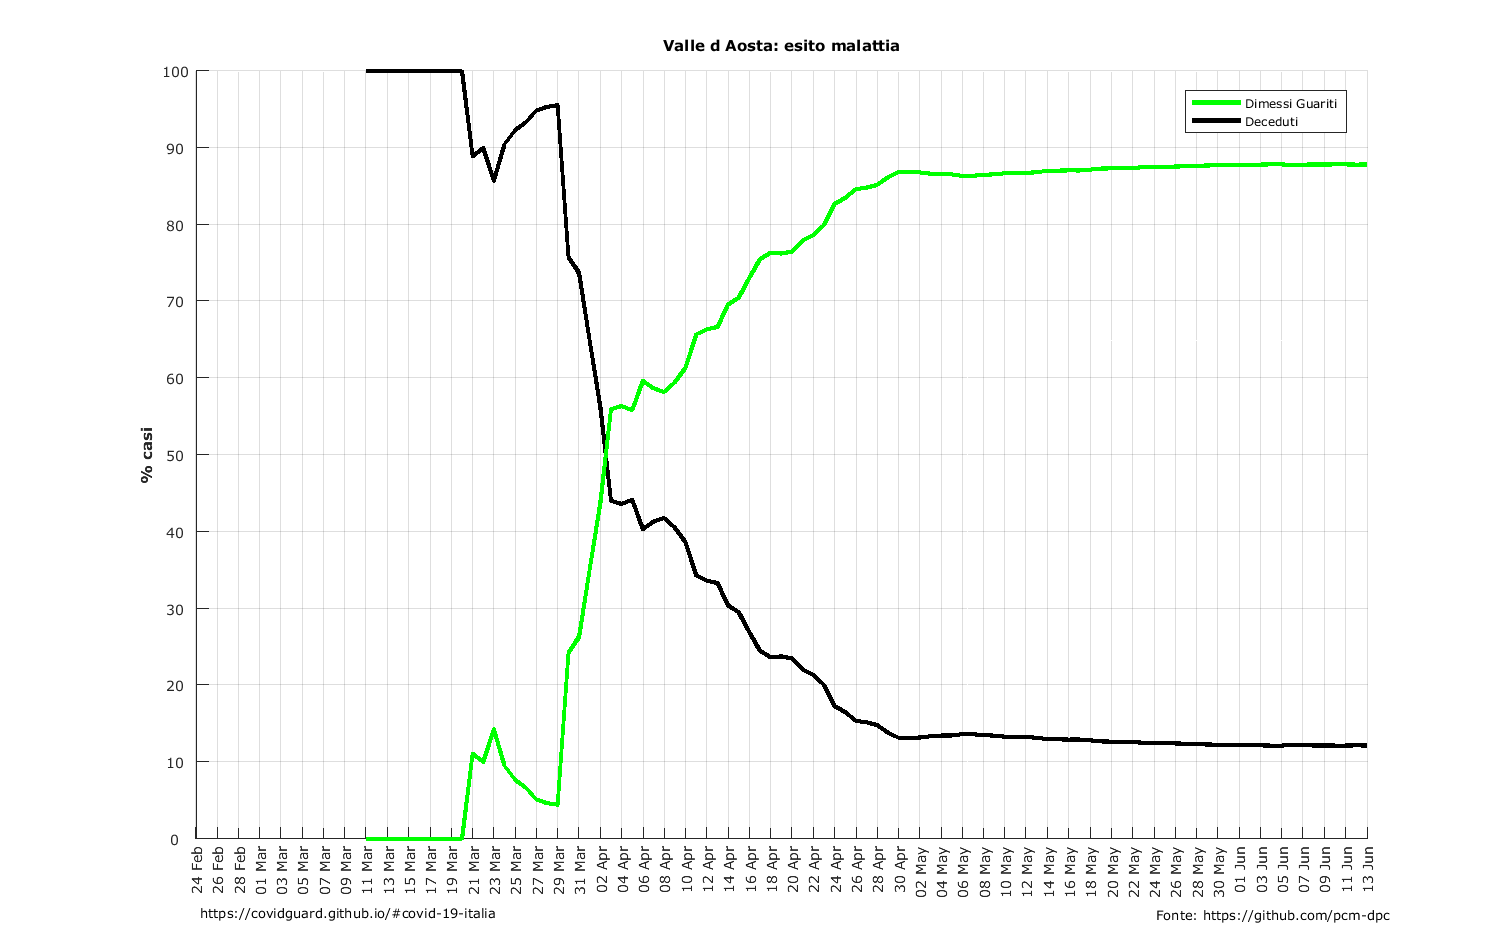 Valle d Aosta: esito malattia
Dimessi Guariti
Deceduti
% casi
100
90
80
70
60
50
40
30
20
10
0
24 Feb
26 Feb
28 Feb
01 Mar
03 Mar
05 Mar
07 Mar
09 Mar
11 Mar
13 Mar
15 Mar
17 Mar
19 Mar
21 Mar
23 Mar
25 Mar
27 Mar
29 Mar
31 Mar
02 Apr
04 Apr
06 Apr
08 Apr
10 Apr
12 Apr
14 Apr
16 Apr
18 Apr
20 Apr
22 Apr
24 Apr
26 Apr
28 Apr
30 Apr
02 May
04 May
06 May
08 May
10 May
12 May
14 May
16 May
18 May
20 May
22 May
24 May
26 May
28 May
30 May
01 Jun
03 Jun
05 Jun
07 Jun
09 Jun
11 Jun
13 Jun
https://covidguard.github.io/#covid-19-italia
Fonte: https://github.com/pcm-dpc